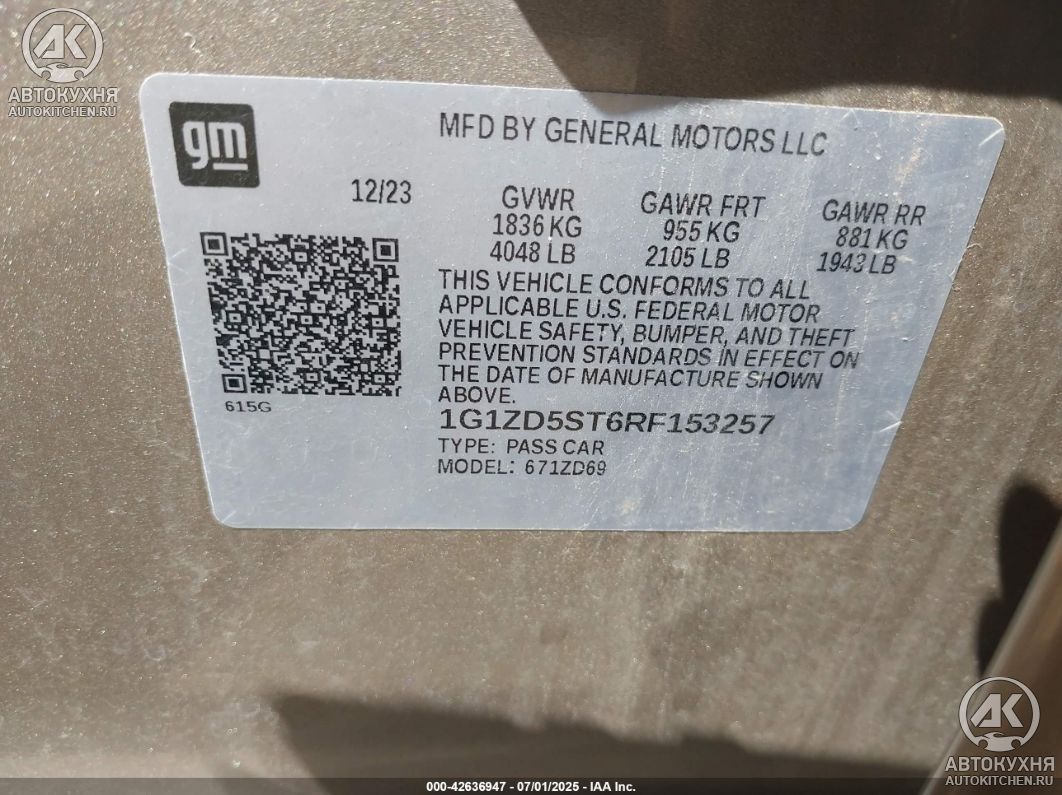 AK
АВТОКУХНЯ
AUTOKITCHEN.RU
gm
MFD BY GENERAL MOTORS LLC
12/23
GVWR
1836 KG
4048 LB
GAWR FRT
955 KG
2105 LB
GAWR RR
881 KG
1943 LB
THIS VEHICLE CONFORMS TO ALL
APPLICABLE U.S. FEDERAL MOTOR
VEHICLE SAFETY, BUMPER, AND THEFT
PREVENTION STANDARDS IN EFFECT ON
THE DATE OF MANUFACTURE SHOWN
ABOVE.
615G
1G1ZD5ST6RF153257
TYPE: PASS CAR
MODEL: 671ZD69
AK
АВТОКУХНЯ
AUTOKITCHEN.RU
000-42636947 - 07/01/2025 - IAA Inc.